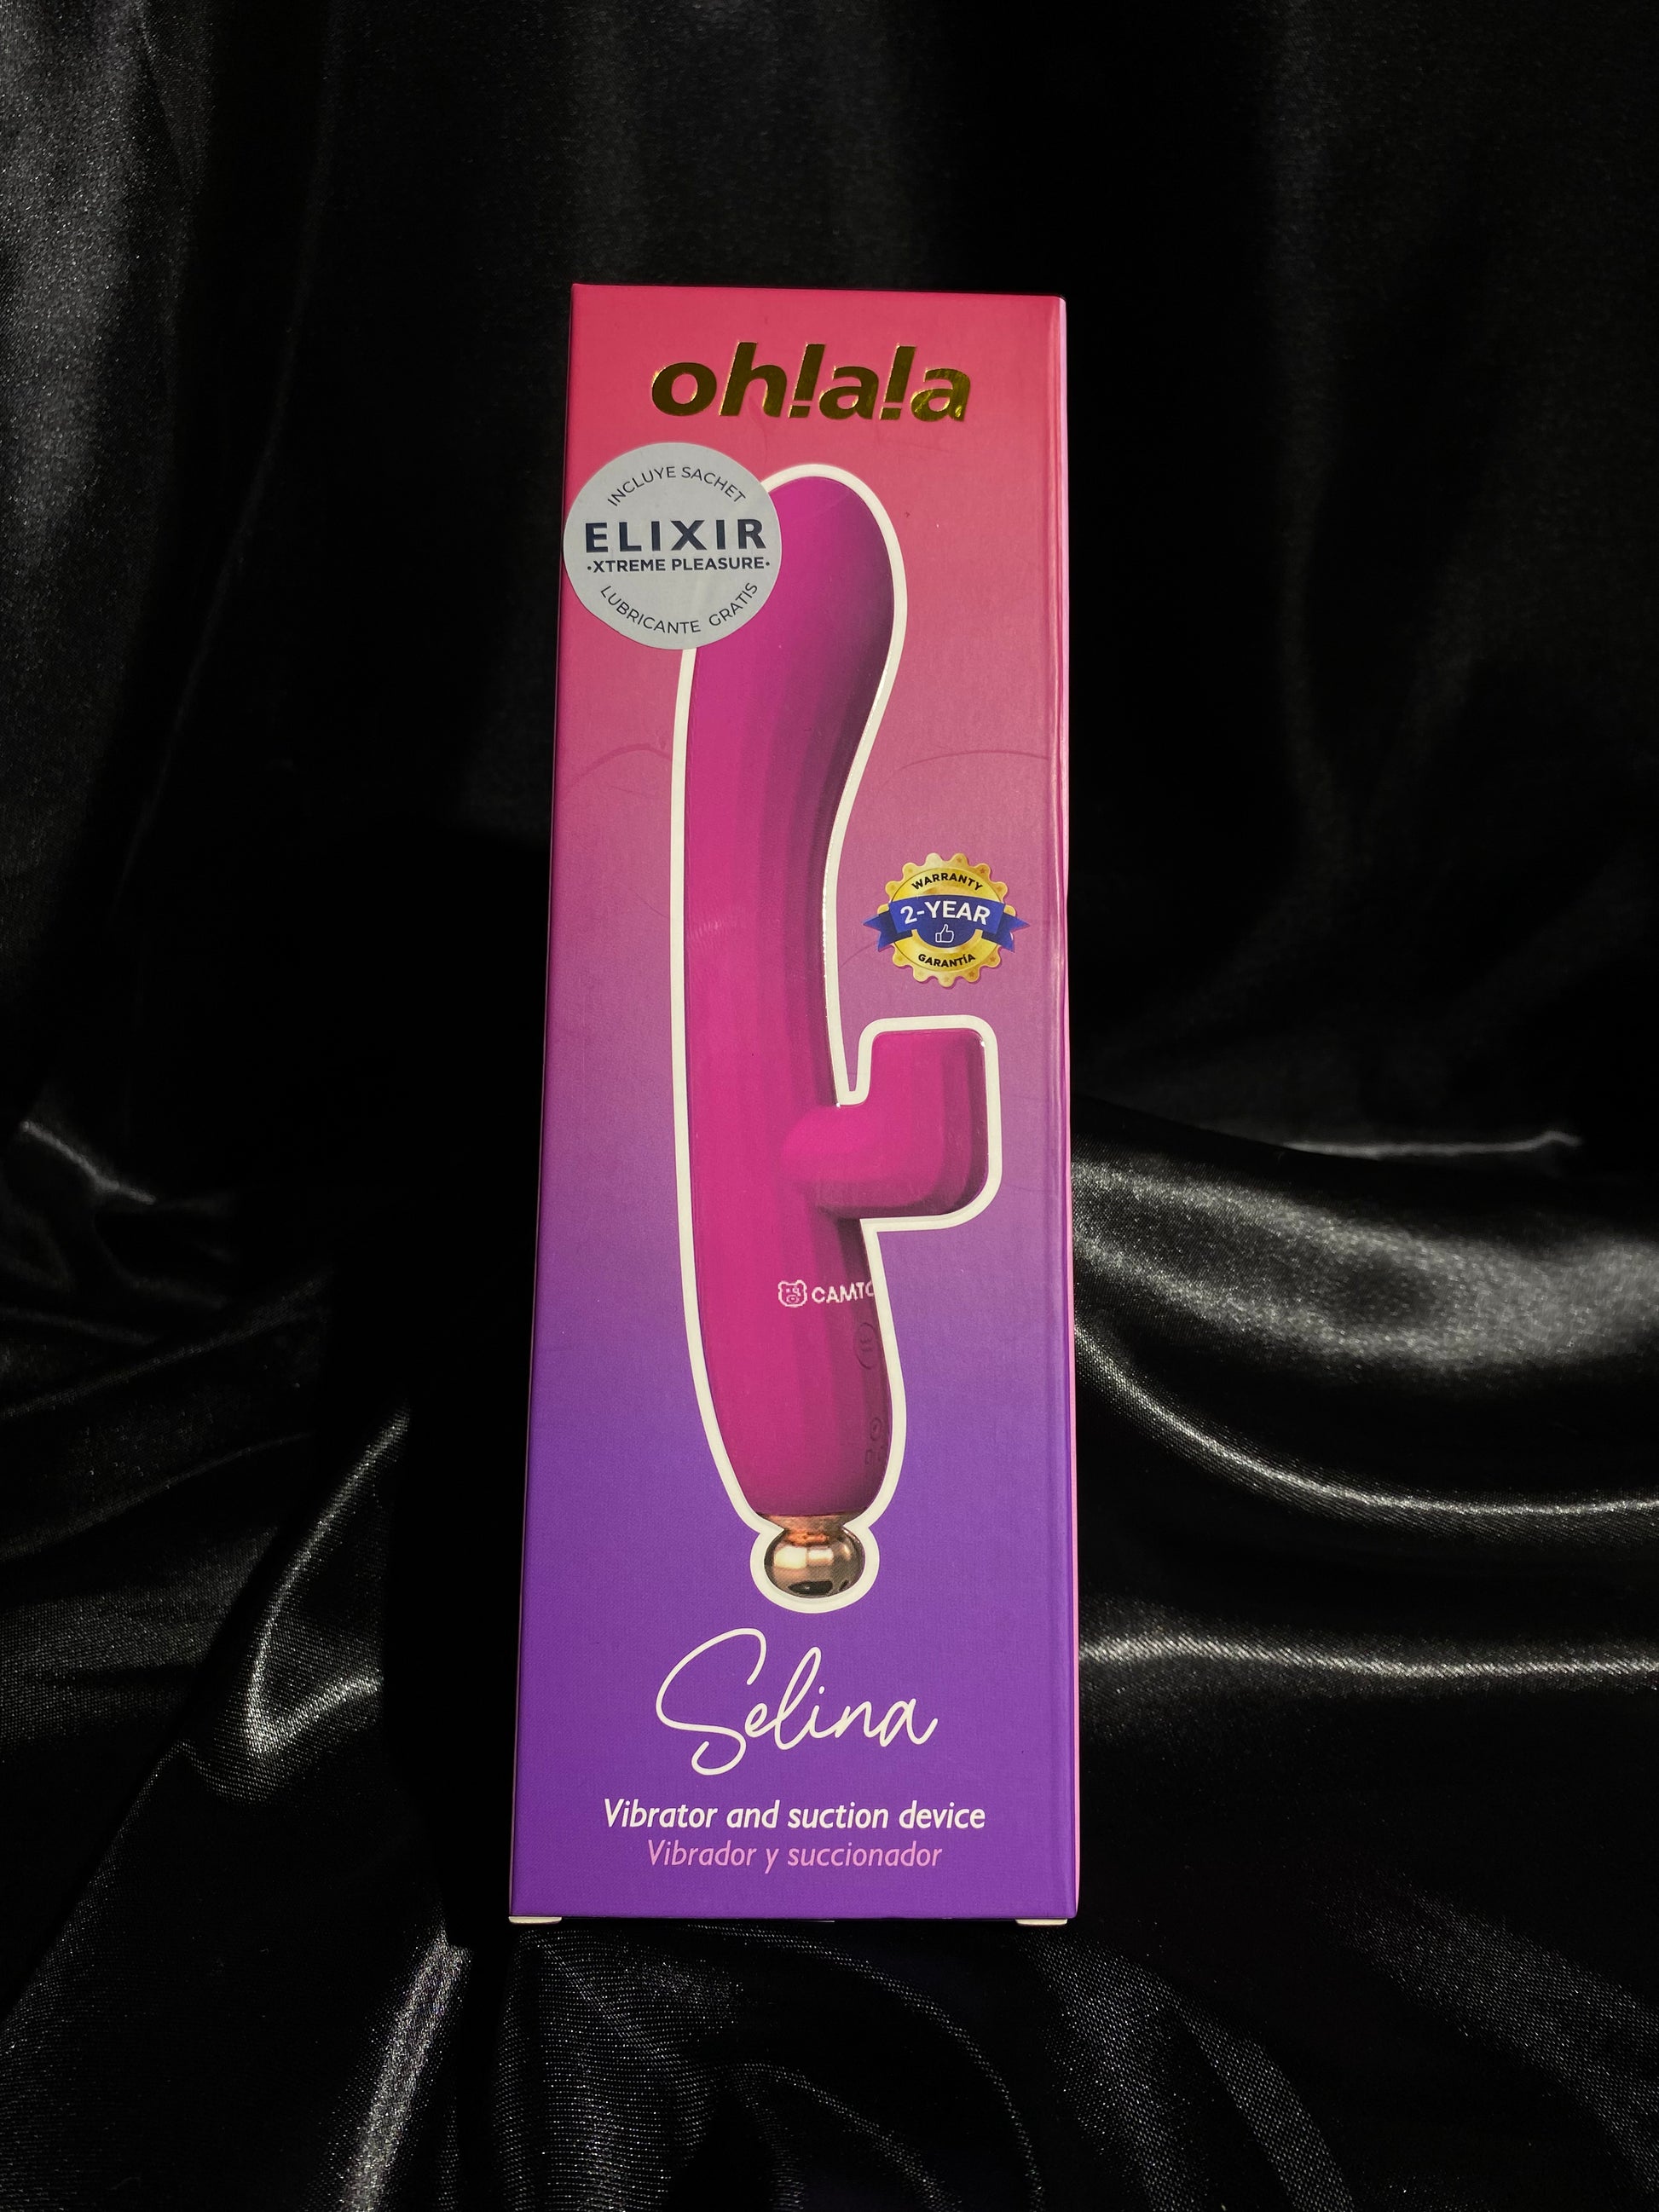 oh!a!a
INCLUYE SACHET
ELIXIR
·XTREME PLEASURE·
LUBRICANTE GRATIS
WARRANTY
2-YEAR
GARANTÍA
CAMTO
Selina
Vibrator and suction device
Vibrador y succionador